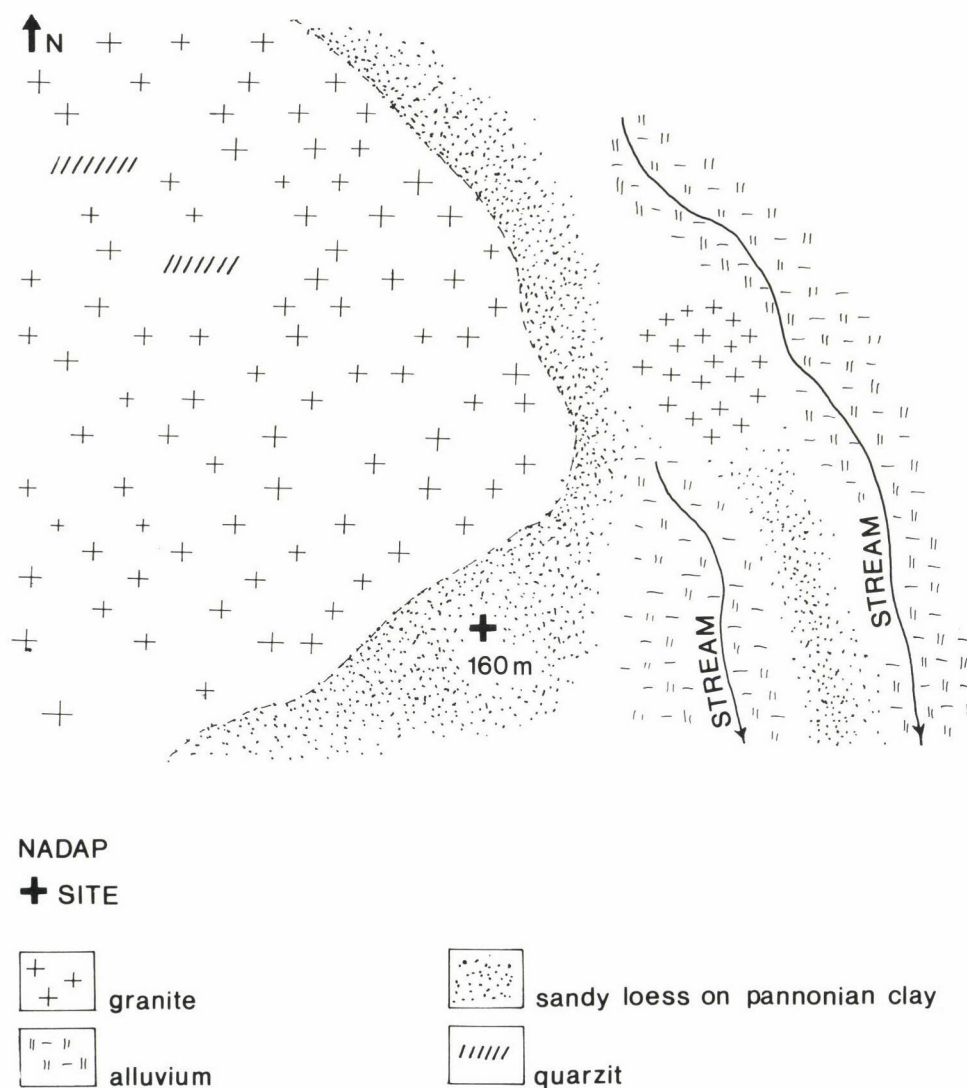 N
STREAM
STREAM
160 m
NADAP
SITE
granite
sandy loess on pannonian clay
alluvium
quarzit